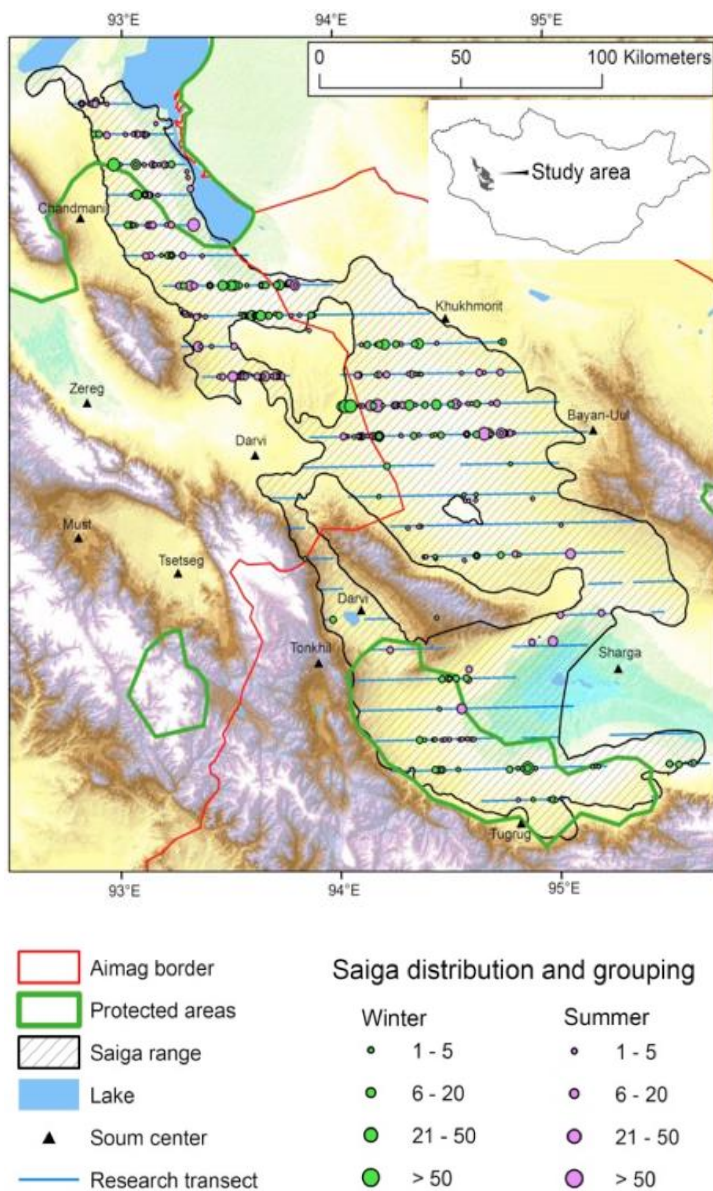 93°E 94°E 95°E
0 50 100 Kilometers
Study area
Chandmani
Khukhmorit
Zereg
Bayan-Uul
Darvi
Must
Tsetseg
Darvi
Tonkhil
Sharga
Tugrug
93°E 94°E 95°E
Aimag border
Protected areas
Saiga range
Lake
Soum center
Research transect
Saiga distribution and grouping
Winter Summer
1 - 5 1 - 5
6 - 20 6 - 20
21 - 50 21 - 50
> 50 > 50